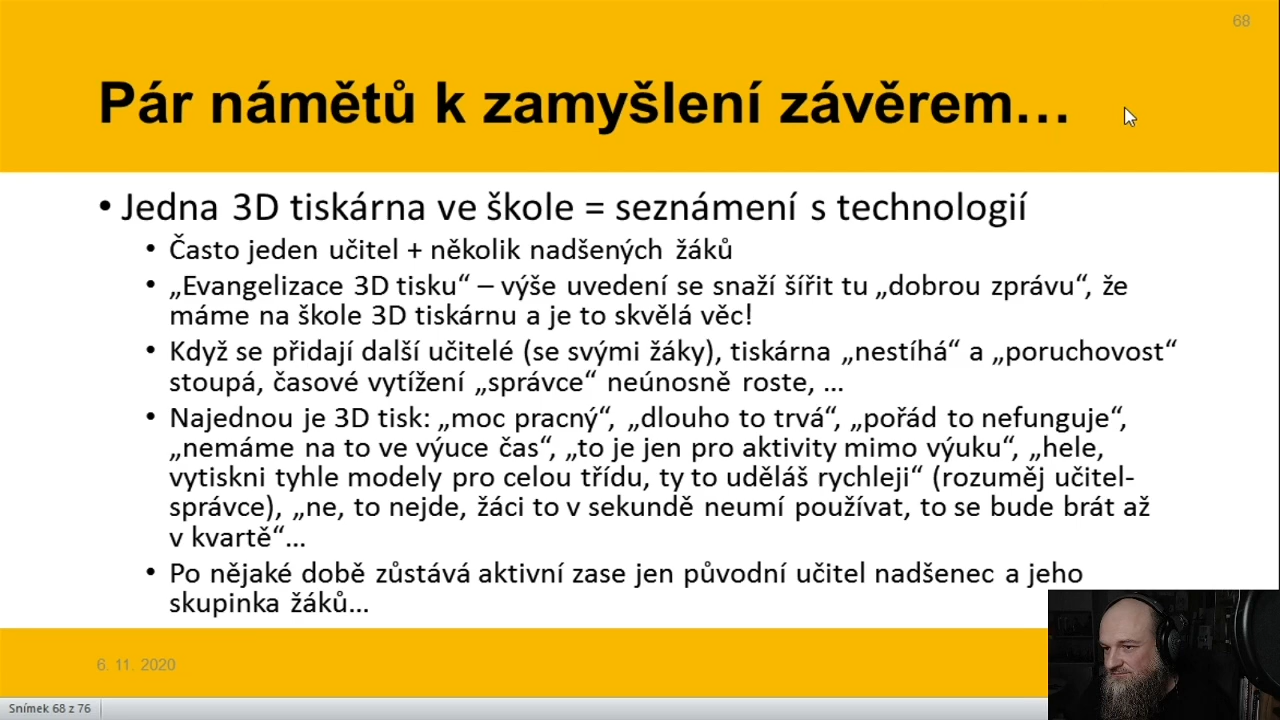 68
Pár námětů k zamyšlení závěrem…
• Jedna 3D tiskárna ve škole = seznámení s technologií
• Často jeden učitel + několik nadšených žáků
• „Evangelizace 3D tisku“ – výše uvedení se snaží šířit tu „dobrou zprávu“, že
máme na škole 3D tiskárnu a je to skvělá věc!
• Když se přidají další učitelé (se svými žáky), tiskárna „nestíhá“ a „poruchovost“
stoupá, časové vytížení „správce“ neúnosně roste, …
• Najednou je 3D tisk: „moc pracný“, „dlouho to trvá“, „pořád to nefunguje“,
„nemáme na to ve výuce čas“, „to je jen pro aktivity mimo výuku“, „hele,
vytiskni tyhle modely pro celou třídu, ty to uděláš rychleji“ (rozuměj učitel-
správce), „ne, to nejde, žáci to v sekundě neumí používat, to se bude brát až
v kvartě“…
• Po nějaké době zůstává aktivní zase jen původní učitel nadšenec a jeho
skupinka žáků…
6. 11. 2020
Snímek 68 z 76